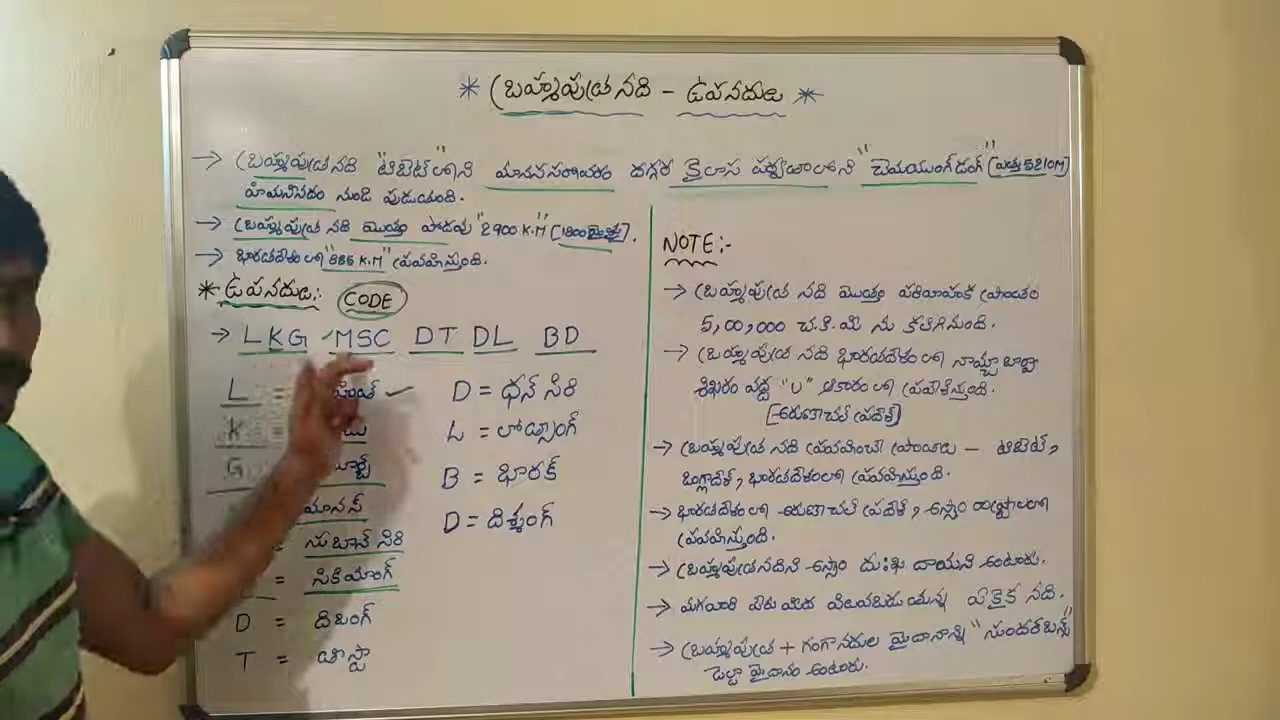 * బ్రహ్మపుత్ర నది - ఉపనదులు *
→ బ్రహ్మపుత్ర నది "టిబెట్" లోని మానససరోవరం దగ్గర కైలాస పర్వతాలలోని "చెమయుంగ్‌డంగ్" [ఎత్తు 5210M]
హిమనీనదం నుండి పుడుతుంది.
→ బ్రహ్మపుత్ర నది మొత్తం పొడవు "2900 K.M" [1800 మైళ్ళు].
→ భారతదేశంలో "885 K.M" ప్రవహిస్తుంది.
* ఉపనదులు:- CODE
→ LKG MSC DT DL BD
L =
K
G
మానస్
= సుబాన్ సిరి
= సికియాంగ్
D = దిబంగ్
T = తీస్తా
D = ధన్ సిరి
L = లోహ్వాంగ్
B = భారక్
D = దిశ్శంగ్
NOTE:-
→ బ్రహ్మపుత్ర నది మొత్తం పరివాహక ప్రాంతం
5,00,000 చ.కి.మీ ను కలిగినుంది.
→ బ్రహ్మపుత్ర నది భారతదేశంలో నామ్చాబార్వా
శిఖరం వద్ద "U" ఆకారంలో ప్రవేశిస్తుంది.
[అరుణాచల్ ప్రదేశ్]
→ బ్రహ్మపుత్ర నది ప్రవహించే ప్రాంతాలు - టిబెట్,
బంగ్లాదేశ్, భారతదేశంలో ప్రవహిస్తుంది.
→ భారతదేశంలో అరుణాచల్ ప్రదేశ్, అస్సాం రాష్ట్రాలలో
ప్రవహిస్తుంది.
→ బ్రహ్మపుత్రనదిని అస్సాం దుఃఖ దాయని అంటారు.
→ మగవారి పేరు మీద పిలువబడుతున్న ఏకైక నది.
→ బ్రహ్మపుత్ర + గంగానదుల మైదానాన్ని "సుందర్‌బన్స్"
డెల్టా మైదానం అంటారు.